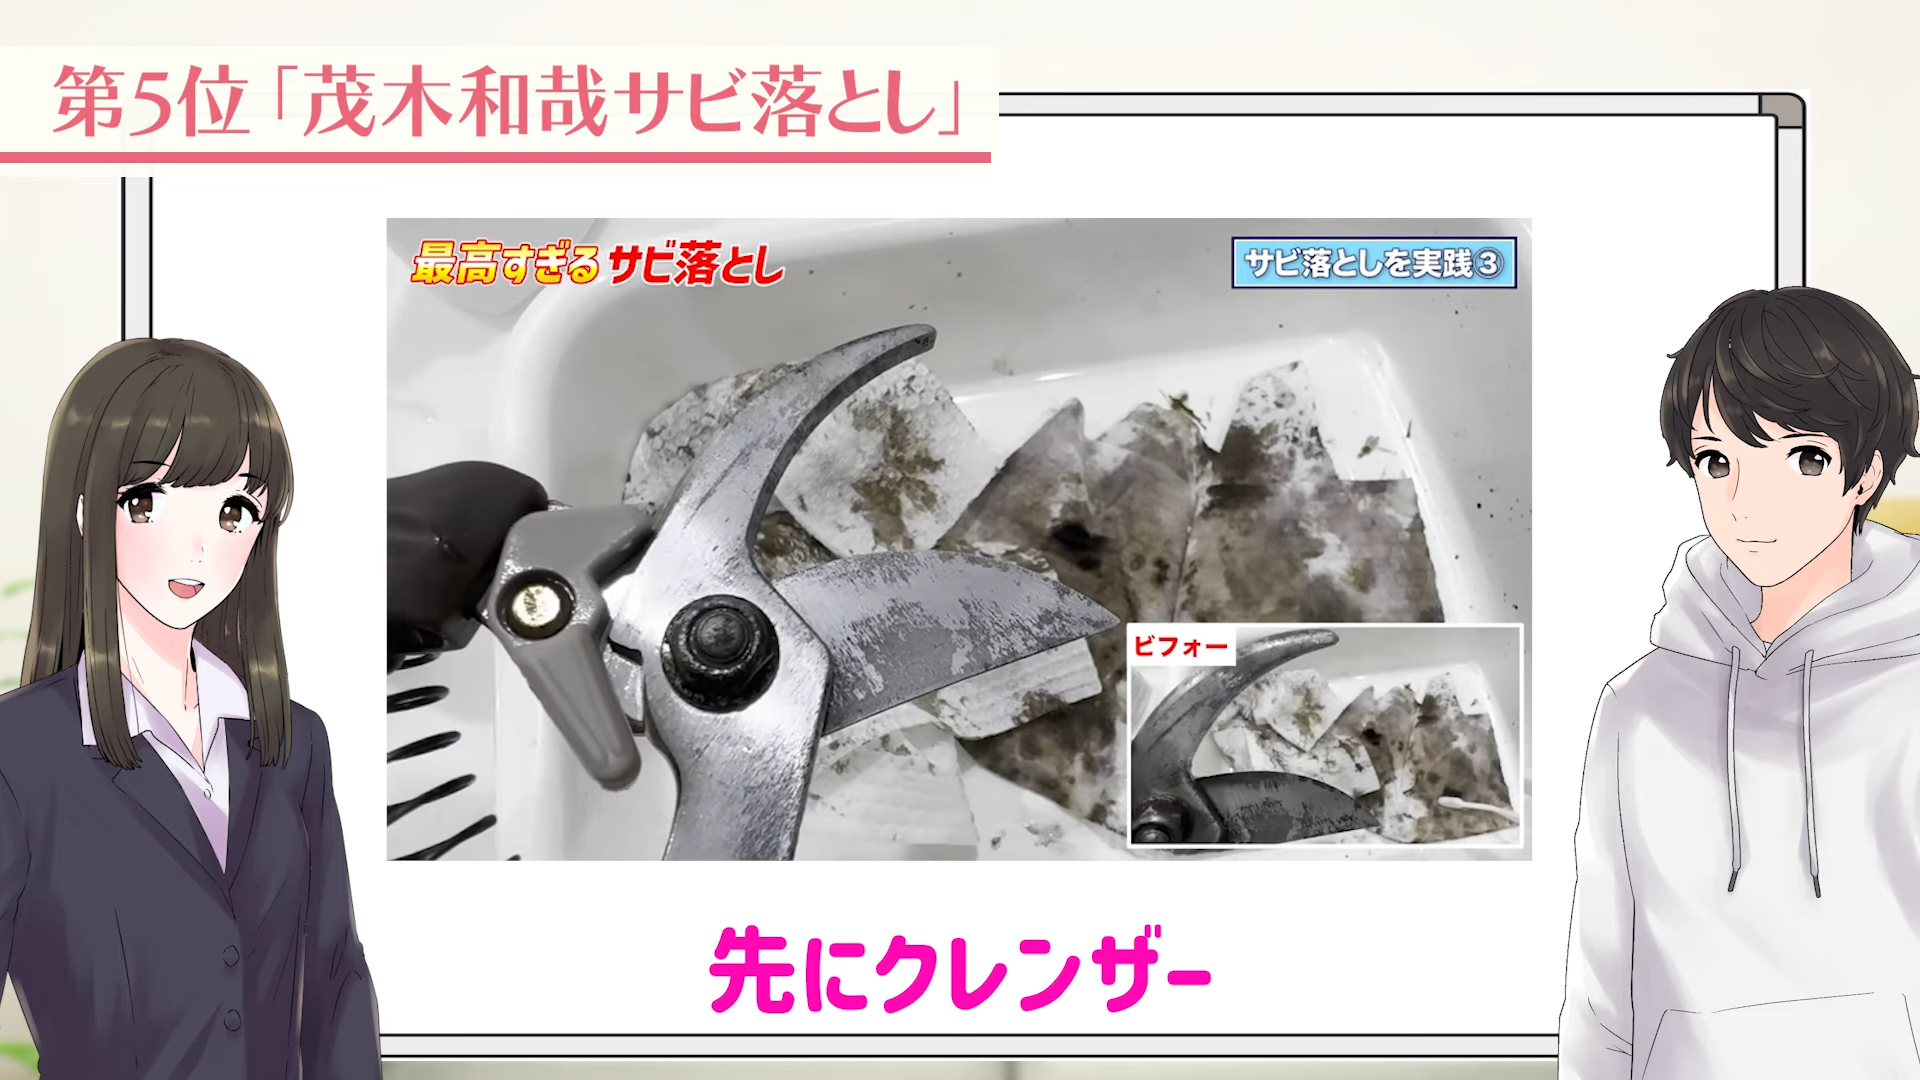 第5位「茂木和哉サビ落とし」
最高すぎるサビ落とし
サビ落としを実践③
ビフォー
先にクレンザー